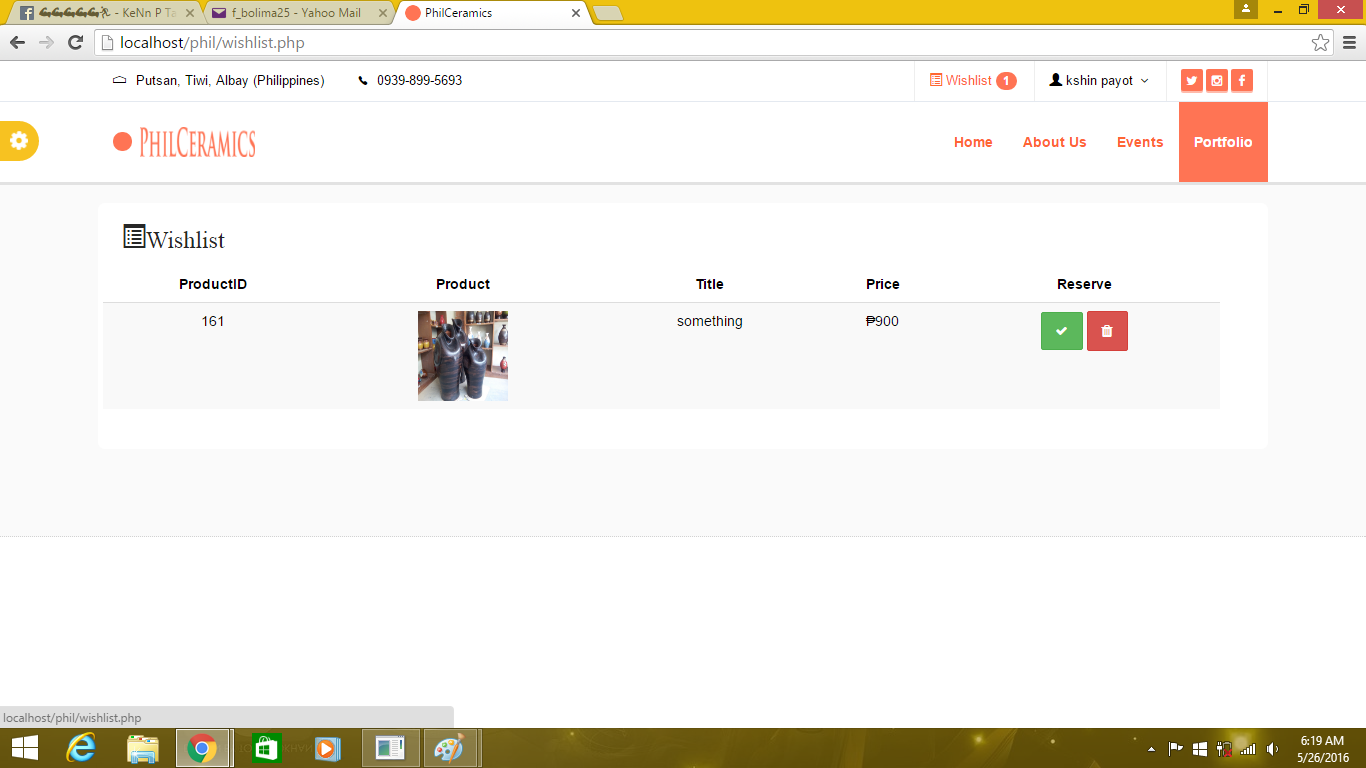 - KeNn P Ta
f_bolima25 - Yahoo Mail
PhilCeramics
localhost/phil/wishlist.php
Putsan, Tiwi, Albay (Philippines)
0939-899-5693
Wishlist 1
kshin payot
PHILCERAMICS
Home
About Us
Events
Portfolio
Wishlist
ProductID Product Title Price Reserve
161 something ₱900
localhost/phil/wishlist.php
6:19 AM
5/26/2016